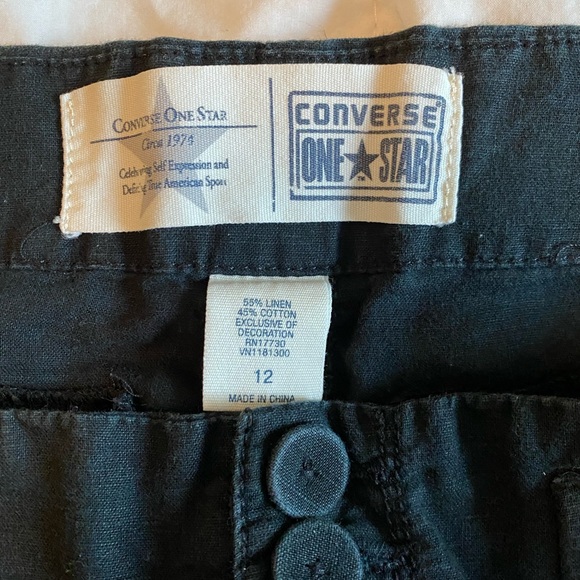 CONVERSE ONE STAR
Circa 1974
Celebrating Self Expression and
Defining True American Sport
CONVERSE
ONE★STAR
TM
55% LINEN
45% COTTON
EXCLUSIVE OF
DECORATION
RN17730
VN1181300
12
MADE IN CHINA